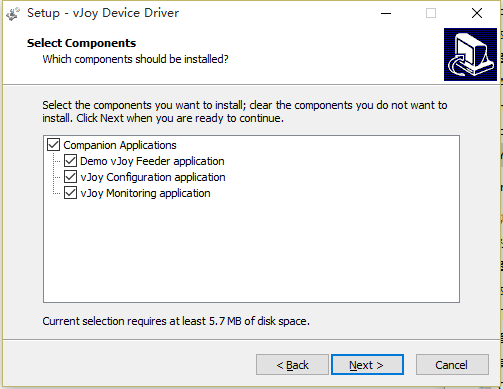 Setup - vJoy Device Driver
Select Components
Which components should be installed?
Select the components you want to install; clear the components you do not want to
install. Click Next when you are ready to continue.
Companion Applications
Demo vJoy Feeder application
vJoy Configuration application
vJoy Monitoring application
Current selection requires at least 5.7 MB of disk space.
< Back
Next >
Cancel